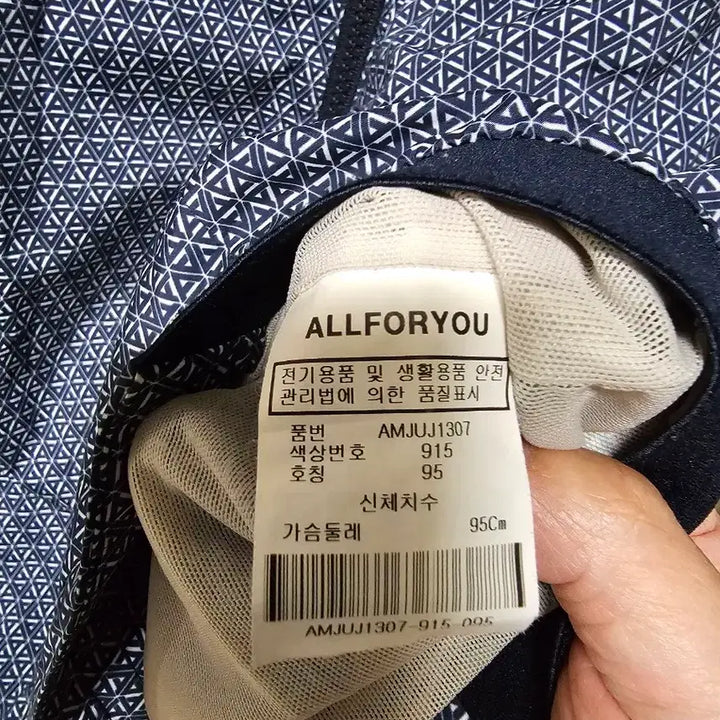 ALLFORYOU
전기용품 및 생활용품 안전
관리법에 의한 품질표시
품번 AMJUJ1307
색상번호 915
호칭 95
신체치수
가슴둘레 95Cm
AMJUJ1307-915-095